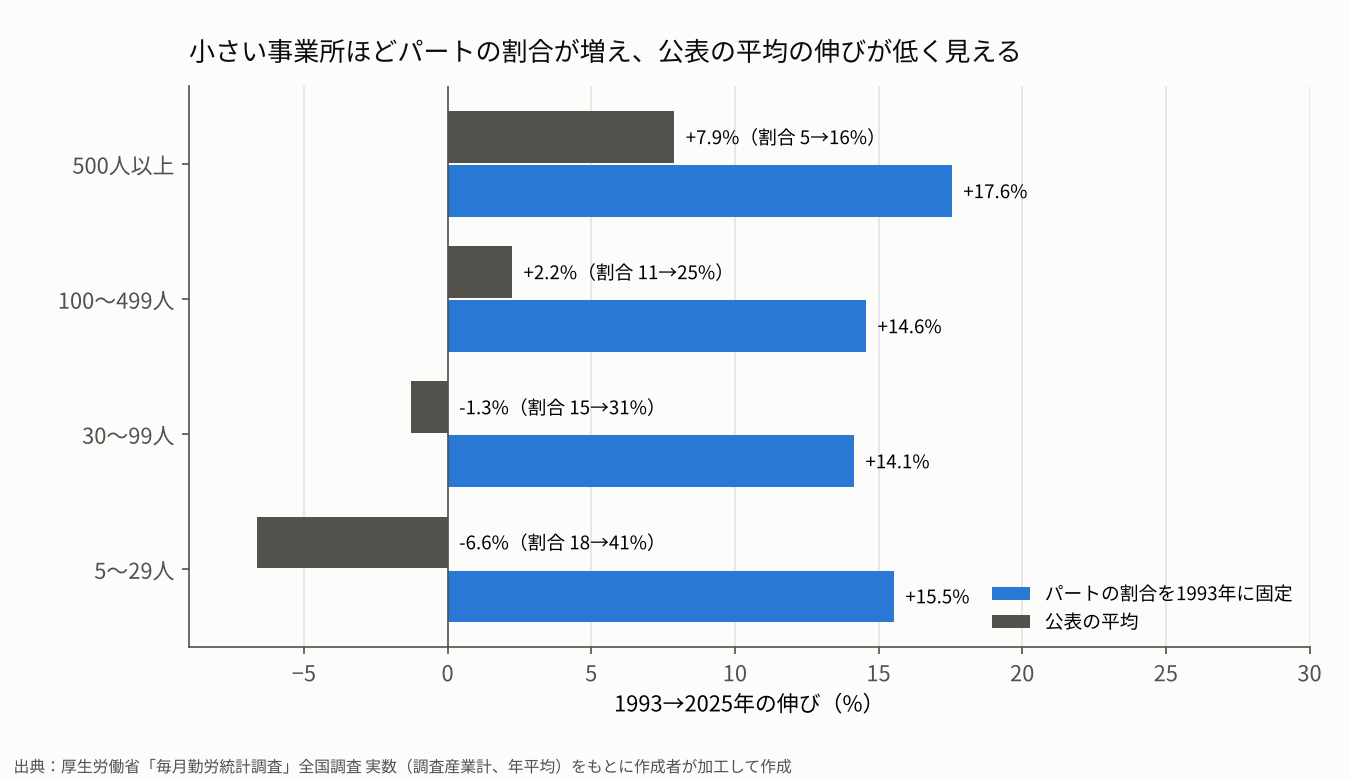 小さい事業所ほどパートの割合が増え、公表の平均の伸びが低く見える
500人以上
+7.9%（割合 5→16%）
+17.6%
100〜499人
+2.2%（割合 11→25%）
+14.6%
30〜99人
-1.3%（割合 15→31%）
+14.1%
5〜29人
-6.6%（割合 18→41%）
+15.5%
パートの割合を1993年に固定
公表の平均
−5 0 5 10 15 20 25 30
1993→2025年の伸び（%）
出典：厚生労働省「毎月勤労統計調査」全国調査 実数（調査産業計、年平均）をもとに作成者が加工して作成